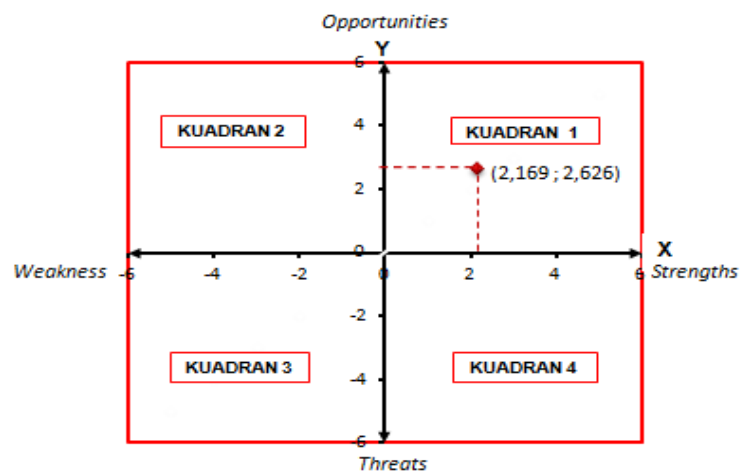 Opportunities
Y
6
KUADRAN 2
4
KUADRAN 1
(2,169 ; 2,626)
2
0
X
Weakness
-6
-4
-2
0
2
4
6
Strengths
-2
KUADRAN 3
-4
KUADRAN 4
-6
Threats